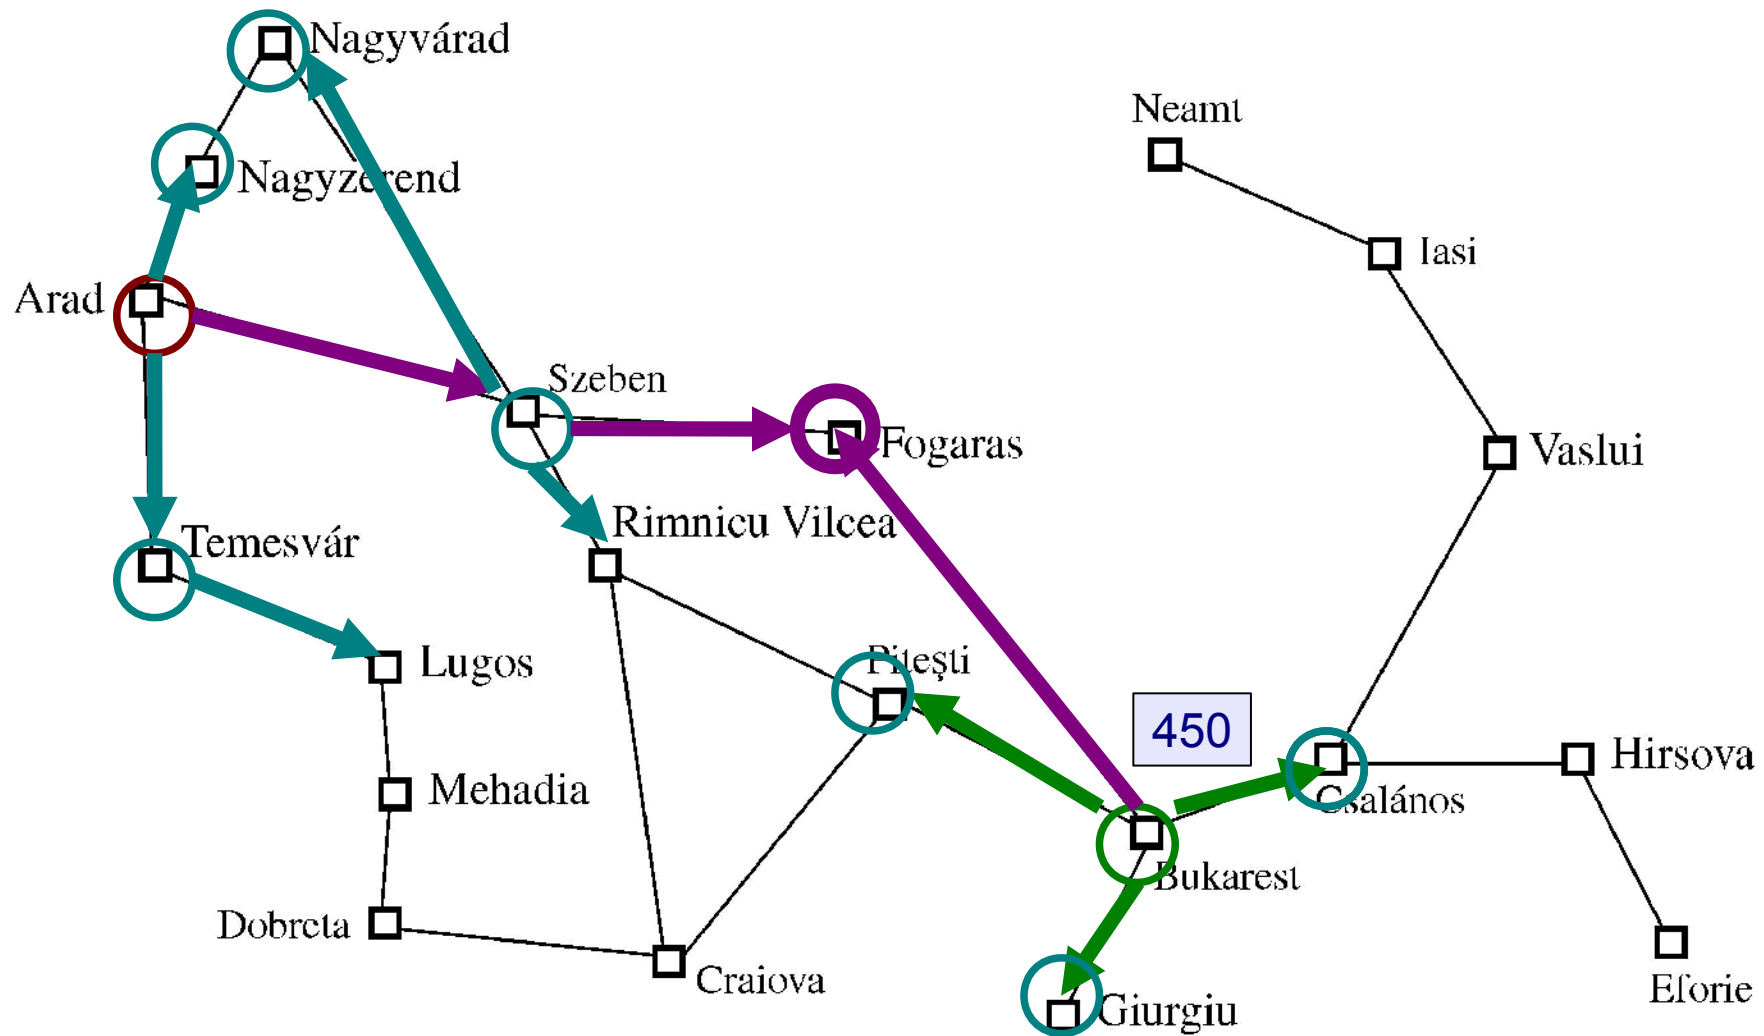 Nagyvárad
Neamt
Nagyzerend
Iasi
Arad
Szeben
Fogaras
Vaslui
Rimnicu Vilcea
Temesvár
Lugos
Piteşti
450
Hirsova
Mehadia
Csalános
Bukarest
Dobreta
Craiova
Eforie
Giurgiu